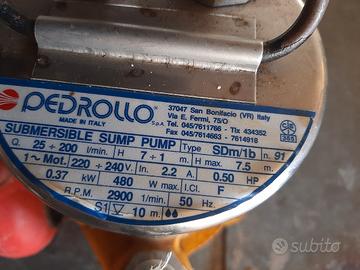 PEDROLLO S.p.A.
MADE IN ITALY
37047 San Bonifacio (VR) Italy
Via E. Fermi, 75/O
Tel. 045/7611766 - Tlx 434352
Fax 045/7614663 - 7614918
SUBMERSIBLE SUMP PUMP Type SDm/1b n. 91
Q. 25÷200 l/min. H 7÷1 m/ H max. 7.5 m.
1~Mot. 220÷240 V. In 2.2 A 0.50 HP
0.37 kW 480 W max. I.Cl. F
R.P.M. 2900 1/min. 50 Hz.
S1 V 10 m.
subito